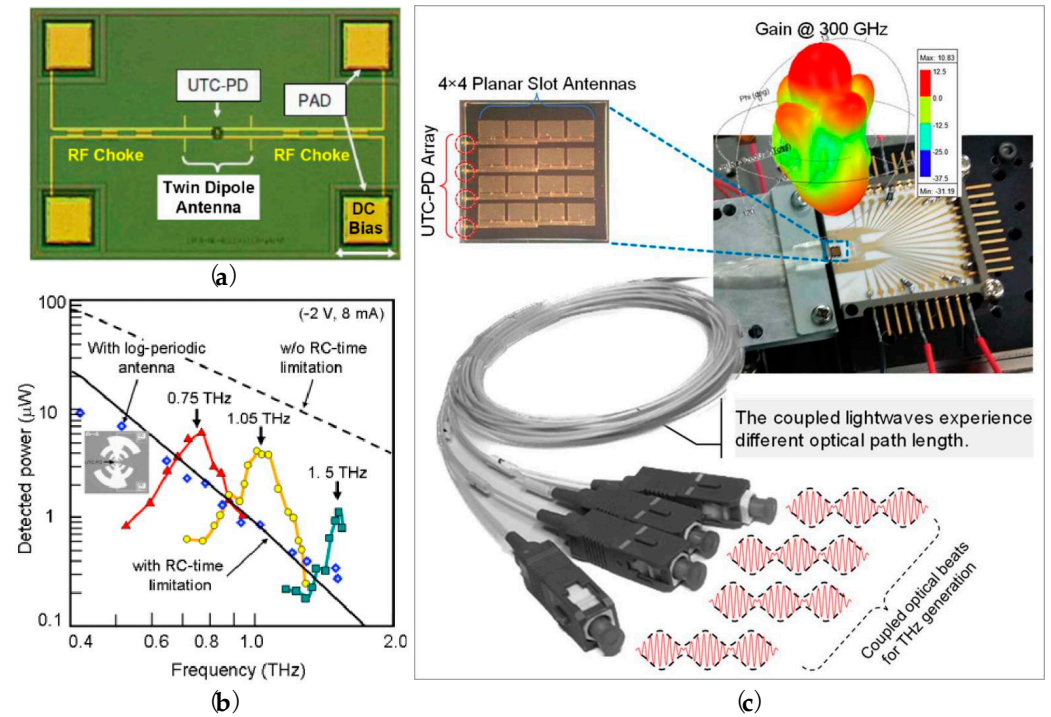 UTC-PD
PAD
RF Choke
RF Choke
Twin Dipole
Antenna
DC
Bias
(a)
100
10
1
0.1
Detected power (μW)
(-2 V, 8 mA)
With log-periodic
antenna
w/o RC-time
limitation
0.75 THz
1.05 THz
1. 5 THz
with RC-time
limitation
0.4
0.6
0.8
1.0
2.0
Frequency (THz)
(b)
Gain @ 300 GHz
4×4 Planar Slot Antennas
UTC-PD Array
Max: 10.83
12.5
0.0
-12.5
-25.0
-37.5
Min: -31.19
The coupled lightwaves experience
different optical path length.
Coupled optical beats
for THz generation
(c)